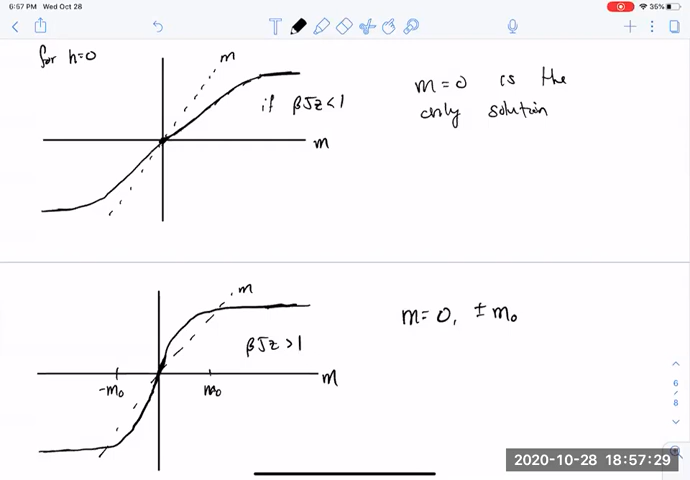 6:57 PM Wed Oct 28
36%
for h=0
m
if βJz<1
m
m=0 is the
only solution
m
βJz>1
m=0, ±m₀
-m₀
m₀
m
6
/
8
2020-10-28 18:57:29